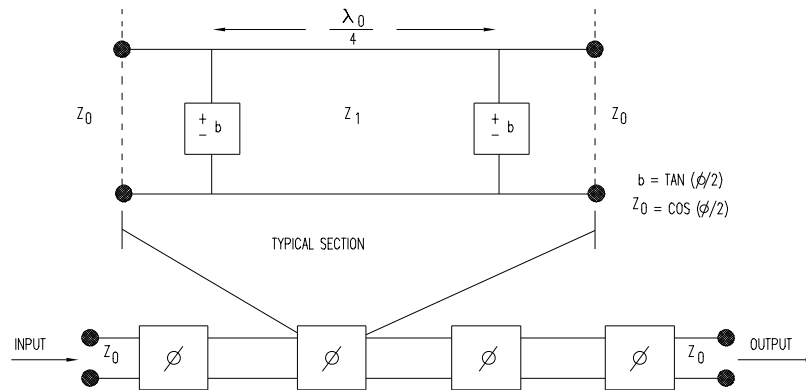 λ0
4
Z0
± b
Z1
± b
Z0
b = TAN (∅/2)
Z0 = COS (∅/2)
TYPICAL SECTION
INPUT
Z0
∅
∅
∅
∅
Z0
OUTPUT